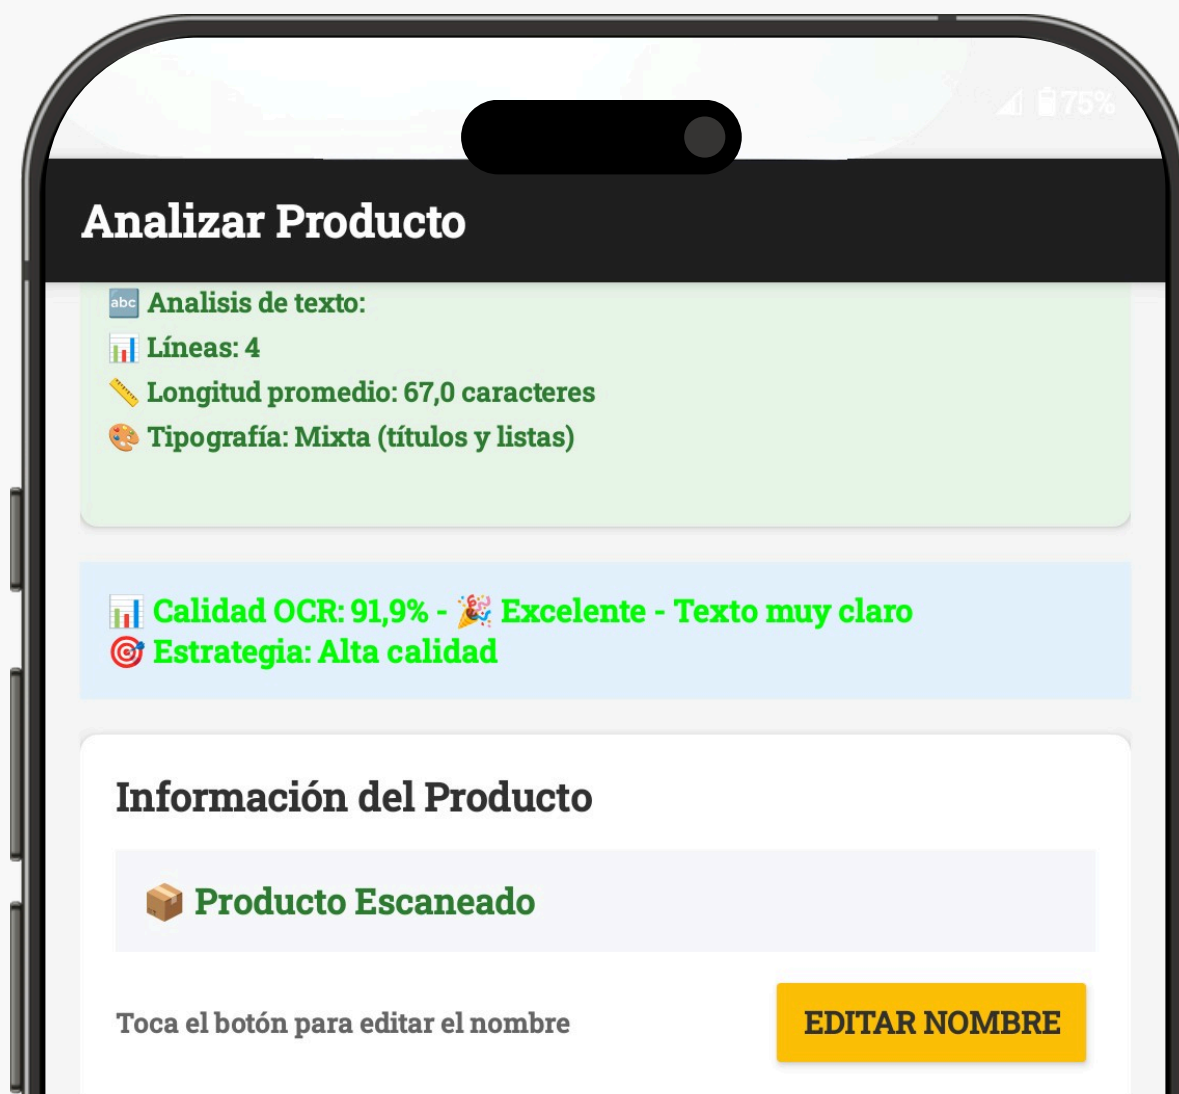 75%
Analizar Producto
abc Analisis de texto:
Líneas: 4
Longitud promedio: 67,0 caracteres
Tipografía: Mixta (títulos y listas)
Calidad OCR: 91,9% - Excelente - Texto muy claro
Estrategia: Alta calidad
Información del Producto
Producto Escaneado
Toca el botón para editar el nombre
EDITAR NOMBRE